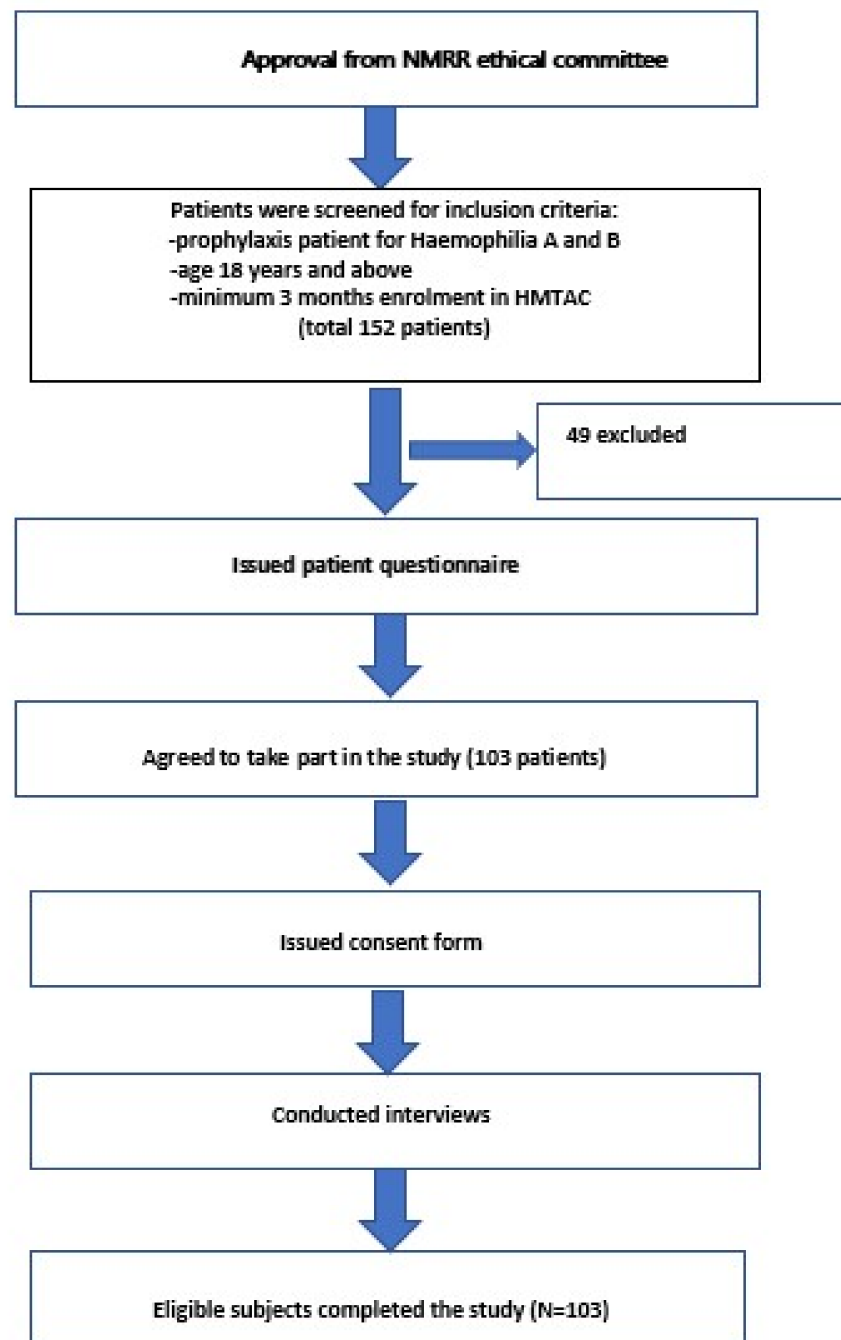 Approval from NMRR ethical committee
Patients were screened for inclusion criteria:
-prophylaxis patient for Haemophilia A and B
-age 18 years and above
-minimum 3 months enrolment in HMTAC
(total 152 patients)
49 excluded
Issued patient questionnaire
Agreed to take part in the study (103 patients)
Issued consent form
Conducted interviews
Eligible subjects completed the study (N=103)